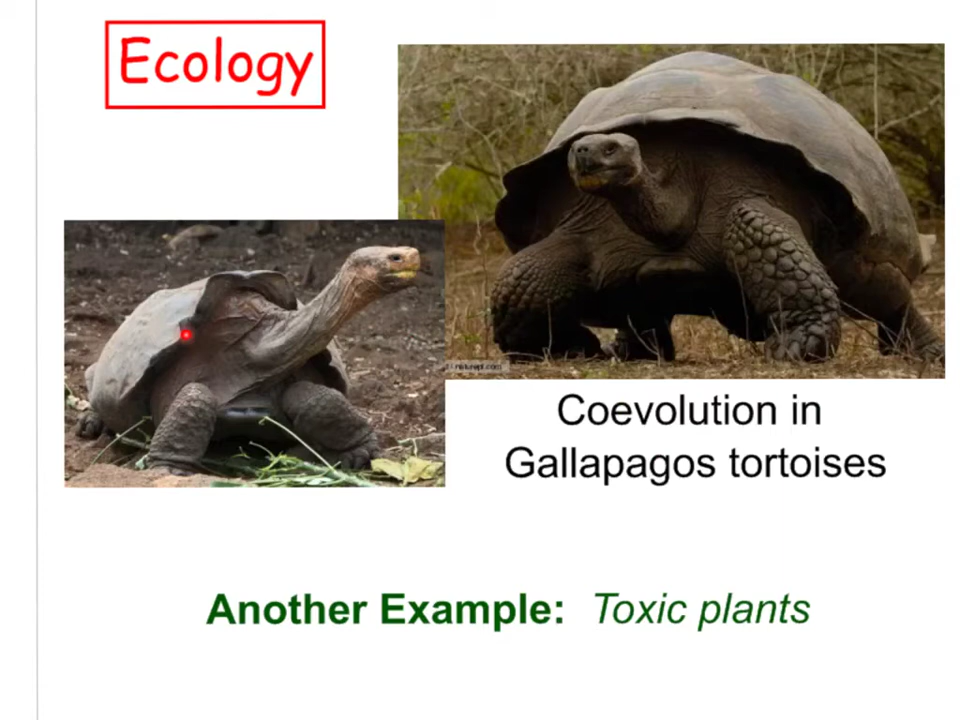 Ecology
Coevolution in
Gallapagos tortoises
Another Example: Toxic plants